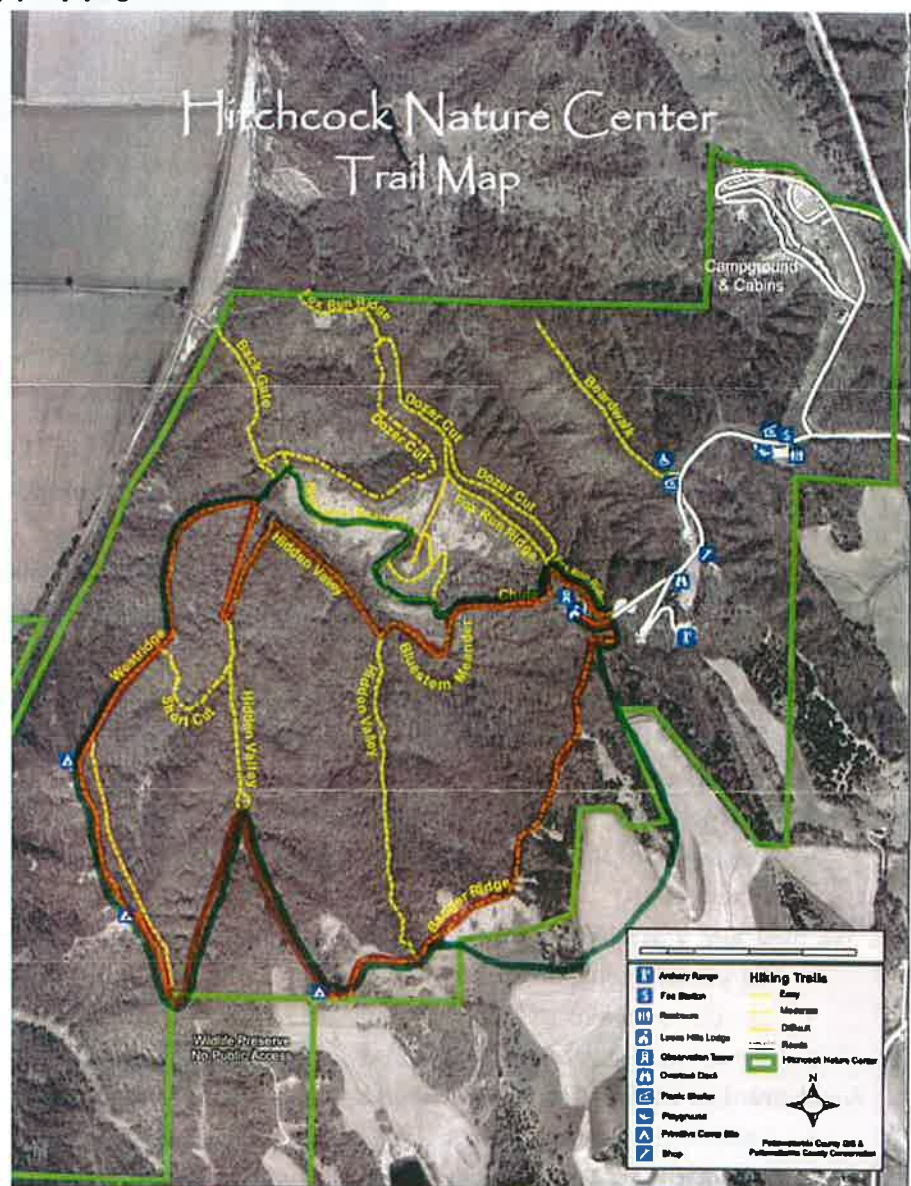 Hitchcock Nature Center
Trail Map
Campground
& Cabins
Fox Run Ridge
Back Gate
Boardwalk
Dozer Cut
Dozer Cut
Dozer Cut
Fox Run Ridge
Hidden Valley
Chute
Bluestem Meander
Westridge
Short Cut
Hidden Valley
Hidden Valley
Badger Ridge
Wildlife Preserve
No Public Access
Archery Range
Fee Station
Restroom
Loess Hills Lodge
Observation Tower
Overlook Deck
Picnic Shelter
Playground
Primitive Camp Site
Shop
Hiking Trails
Easy
Moderate
Difficult
Roads
Hitchcock Nature Center
N
Pottawattamie County GIS &
Pottawattamie County Conservation